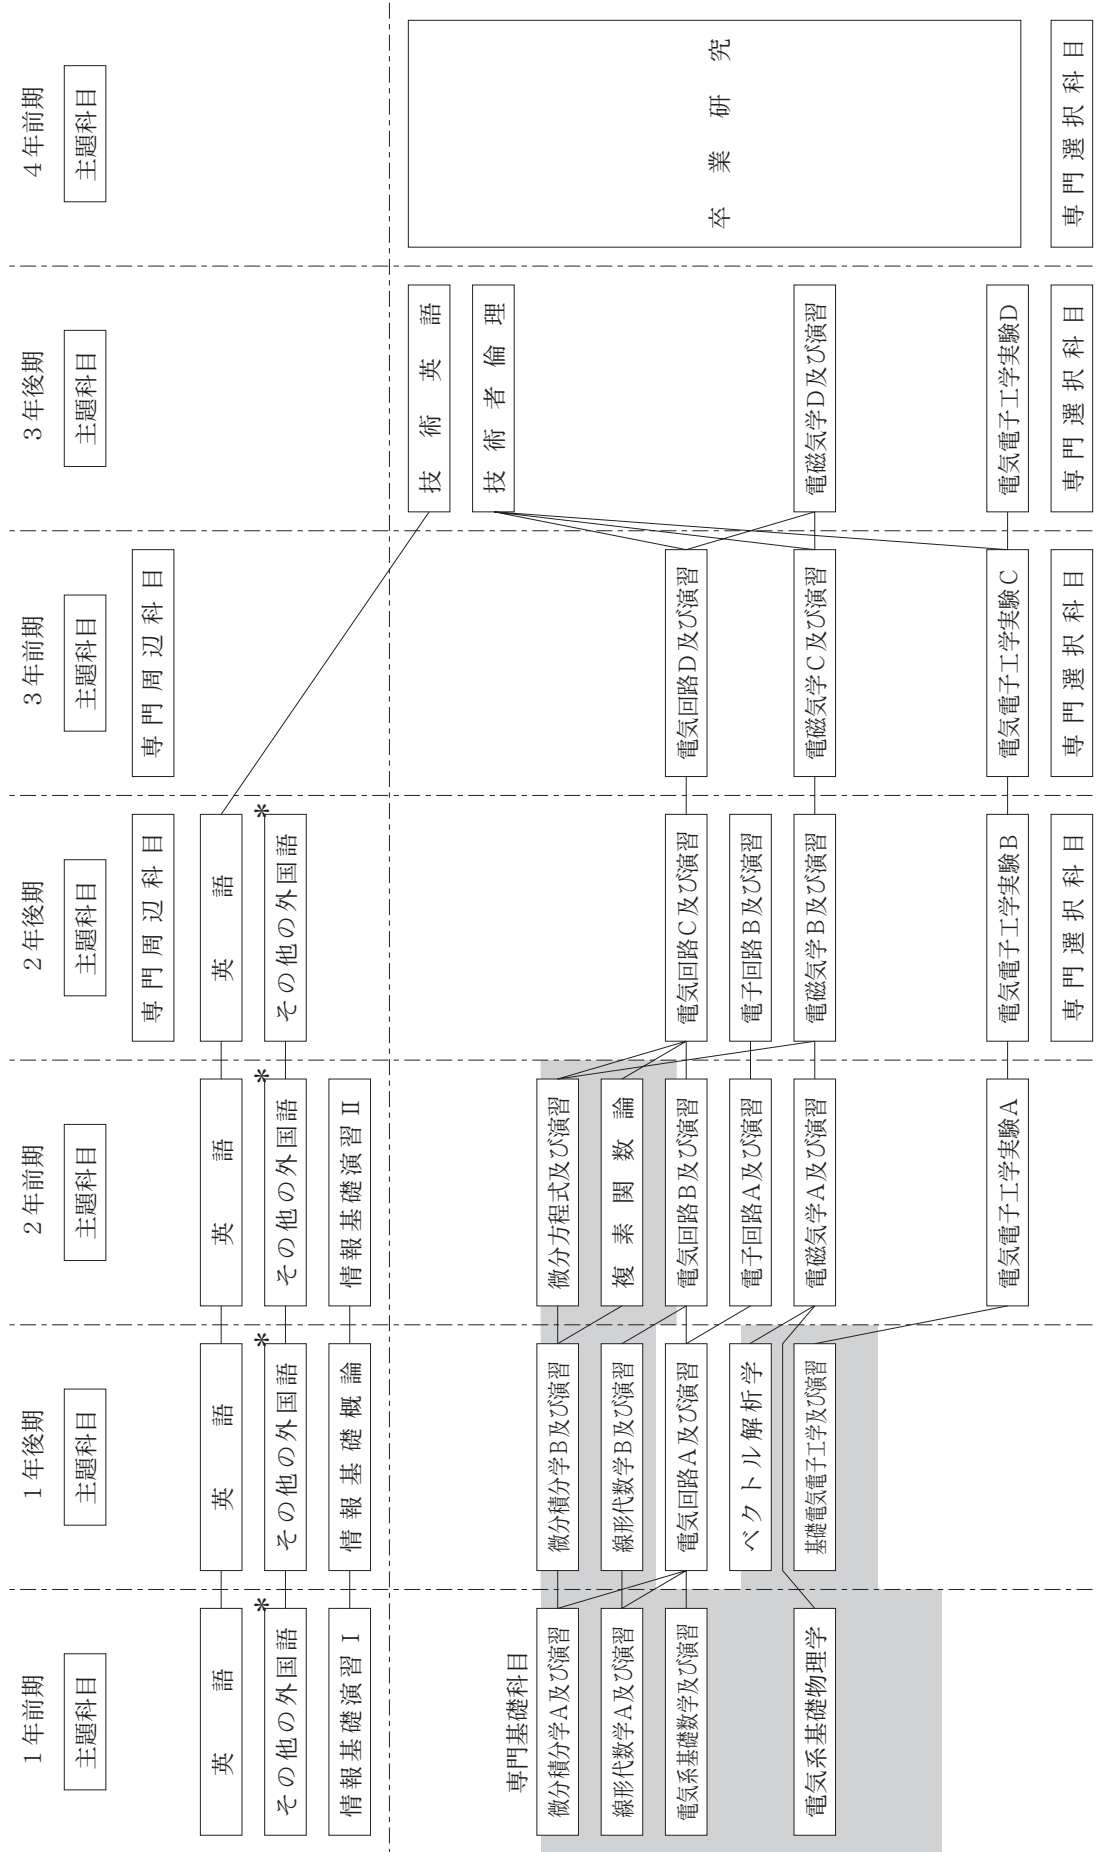 1年前期
主題科目
英語
*
その他の外国語
情報基礎演習Ⅰ
専門基礎科目
微分積分学A及び演習
線形代数学A及び演習
電気系基礎数学及び演習
電気系基礎物理学
1年後期
主題科目
英語
*
その他の外国語
情報基礎概論
微分積分学B及び演習
線形代数学B及び演習
電気回路A及び演習
ベクトル解析学
基礎電気電子工学及び演習
2年前期
主題科目
英語
*
その他の外国語
情報基礎演習Ⅱ
微分方程式及び演習
複素関数論
電気回路B及び演習
電子回路A及び演習
電磁気学A及び演習
電気電子工学実験A
2年後期
主題科目
専門周辺科目
英語
*
その他の外国語
電気回路C及び演習
電子回路B及び演習
電磁気学B及び演習
電気電子工学実験B
専門選択科目
3年前期
主題科目
専門周辺科目
電気回路D及び演習
電磁気学C及び演習
電気電子工学実験C
専門選択科目
3年後期
主題科目
技術英語
技術者倫理
電磁気学D及び演習
電気電子工学実験D
専門選択科目
4年前期
主題科目
卒業研究
専門選択科目